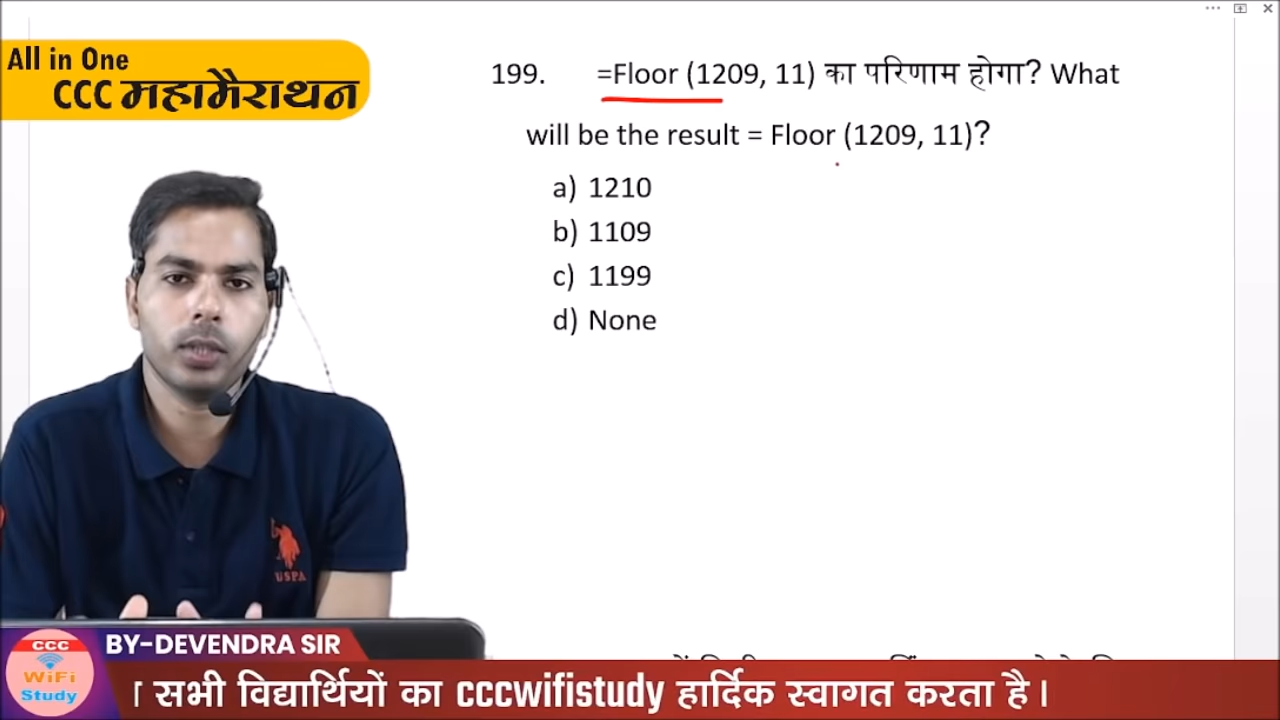 All in One
CCC महामैराथन
199. =Floor (1209, 11) का परिणाम होगा? What
will be the result = Floor (1209, 11)?
a) 1210
b) 1109
c) 1199
d) None
USPA
CCC
WiFi
Study
BY-DEVENDRA SIR
सभी विद्यार्थियों का cccwifistudy हार्दिक स्वागत करता है।